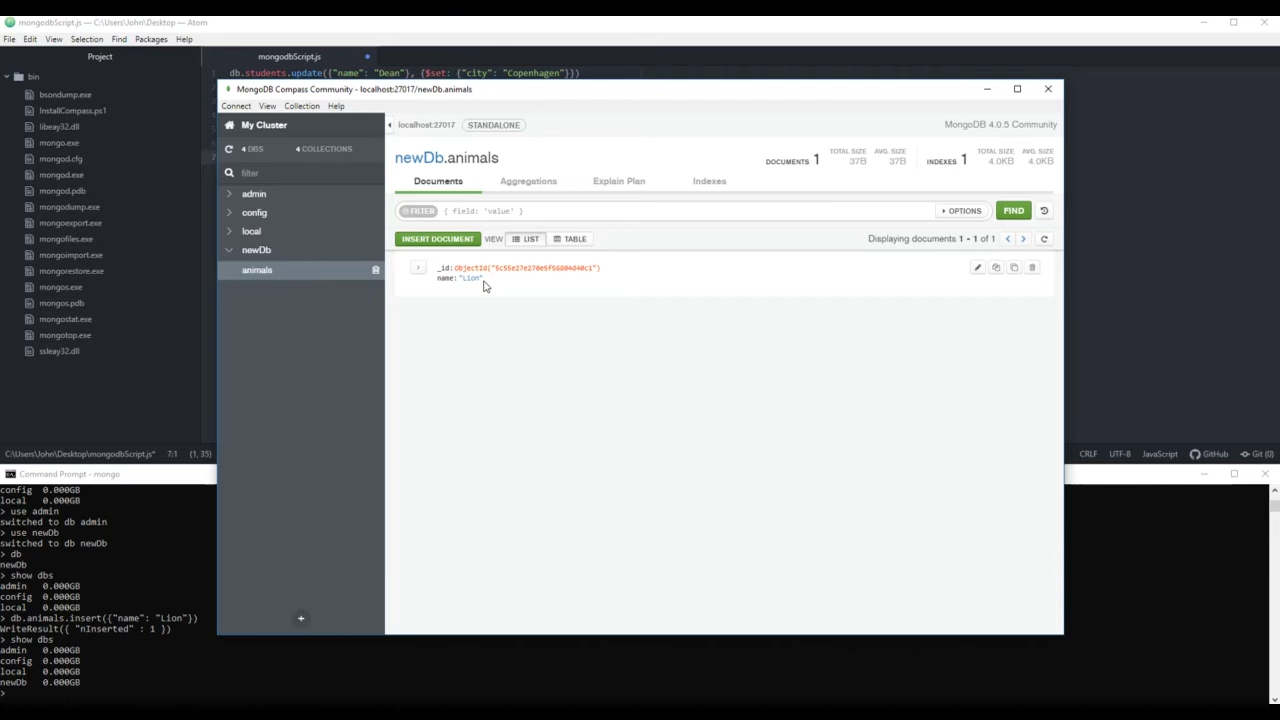 mongodbScript.js — C:\Users\John\Desktop — Atom
File Edit View Selection Find Packages Help
Project
mongodbScript.js
bin
bsondump.exe
InstallCompass.ps1
libeay32.dll
mongo.exe
mongod.cfg
mongod.exe
mongod.pdb
mongodump.exe
mongoexport.exe
mongofiles.exe
mongoimport.exe
mongorestore.exe
mongos.exe
mongos.pdb
mongostat.exe
mongotop.exe
ssleay32.dll
1 db.students.update({"name": "Dean"}, {$set: {"city": "Copenhagen"}})
MongoDB Compass Community - localhost:27017/newDb.animals
Connect View Collection Help
My Cluster
4 DBS 4 COLLECTIONS
filter
admin
config
local
newDb
animals
localhost:27017 STANDALONE MongoDB 4.0.5 Community
newDb.animals
DOCUMENTS 1 TOTAL SIZE 37B AVG. SIZE 37B INDEXES 1 TOTAL SIZE 4.0KB AVG. SIZE 4.0KB
Documents Aggregations Explain Plan Indexes
FILTER { field: 'value' } OPTIONS FIND
INSERT DOCUMENT VIEW LIST TABLE Displaying documents 1 - 1 of 1
_id:ObjectId("5c55e27e270e5f56804d40c1")
name:"Lion"
C:\Users\John\Desktop\mongodbScript.js* 7:1 (1, 35) CRLF UTF-8 JavaScript GitHub Git (0)
Command Prompt - mongo
config 0.000GB
local 0.000GB
> use admin
switched to db admin
> use newDb
switched to db newDb
> db
newDb
> show dbs
admin 0.000GB
config 0.000GB
local 0.000GB
> db.animals.insert({"name": "Lion"})
WriteResult({ "nInserted" : 1 })
> show dbs
admin 0.000GB
config 0.000GB
local 0.000GB
newDb 0.000GB
>